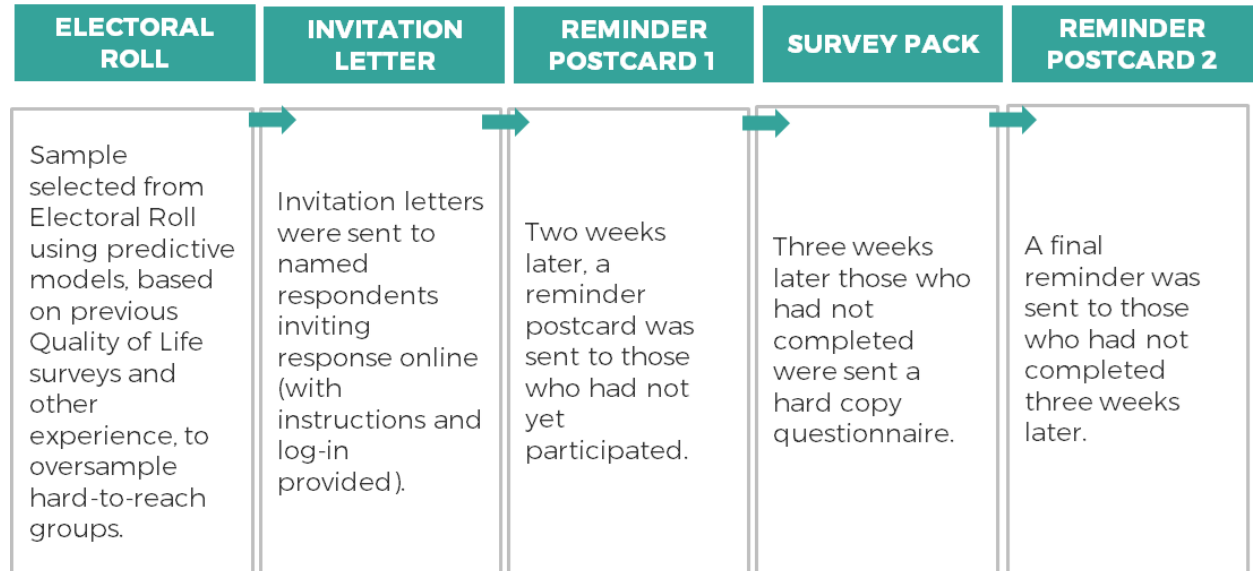 ELECTORAL
ROLL
INVITATION
LETTER
REMINDER
POSTCARD 1
SURVEY PACK
REMINDER
POSTCARD 2
Sample
selected from
Electoral Roll
using predictive
models, based
on previous
Quality of Life
surveys and
other
experience, to
oversample
hard-to-reach
groups.
Invitation letters
were sent to
named
respondents
inviting
response online
(with
instructions and
log-in
provided).
Two weeks
later, a
reminder
postcard was
sent to those
who had not
yet
participated.
Three weeks
later those who
had not
completed
were sent a
hard copy
questionnaire.
A final
reminder was
sent to those
who had not
completed
three weeks
later.